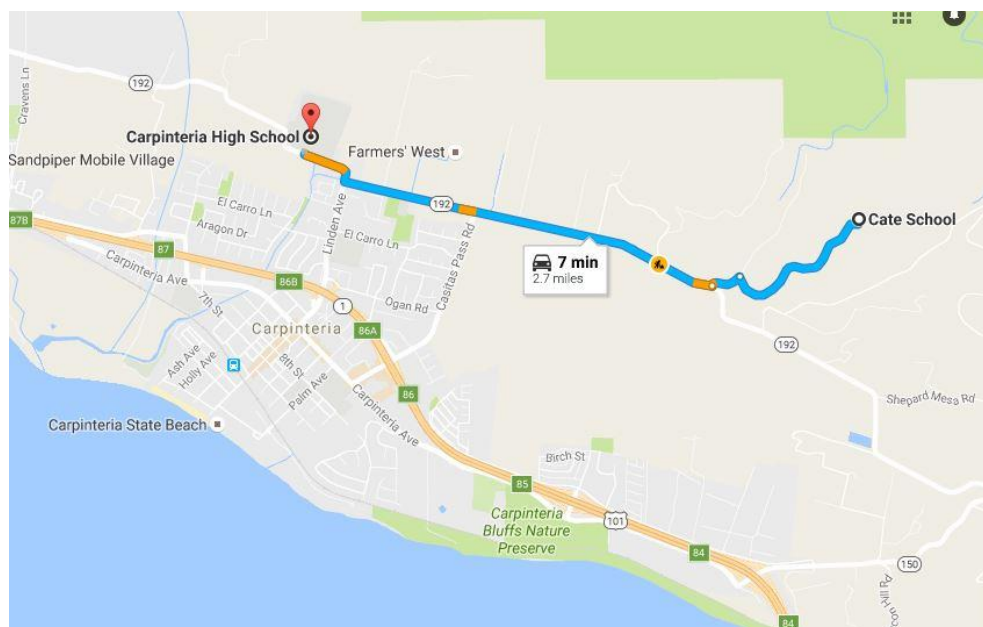 192
Cravens Ln
Carpinteria High School
Sandpiper Mobile Village
Farmers' West
El Carro Ln
Aragon Dr
Linden Ave
El Carro Ln
192
Casitas Pass Rd
Cate School
87B
87
Carpinteria Ave
7 min
2.7 miles
86B
7th St
1
Ogan Rd
Carpinteria
86A
192
Ash Ave
Holly Ave
8th St
Palm Ave
86
Carpinteria Ave
Shepard Mesa Rd
Carpinteria State Beach
Birch St
85
Carpinteria
Bluffs Nature
Preserve
101
84
150
Hill Rd
84